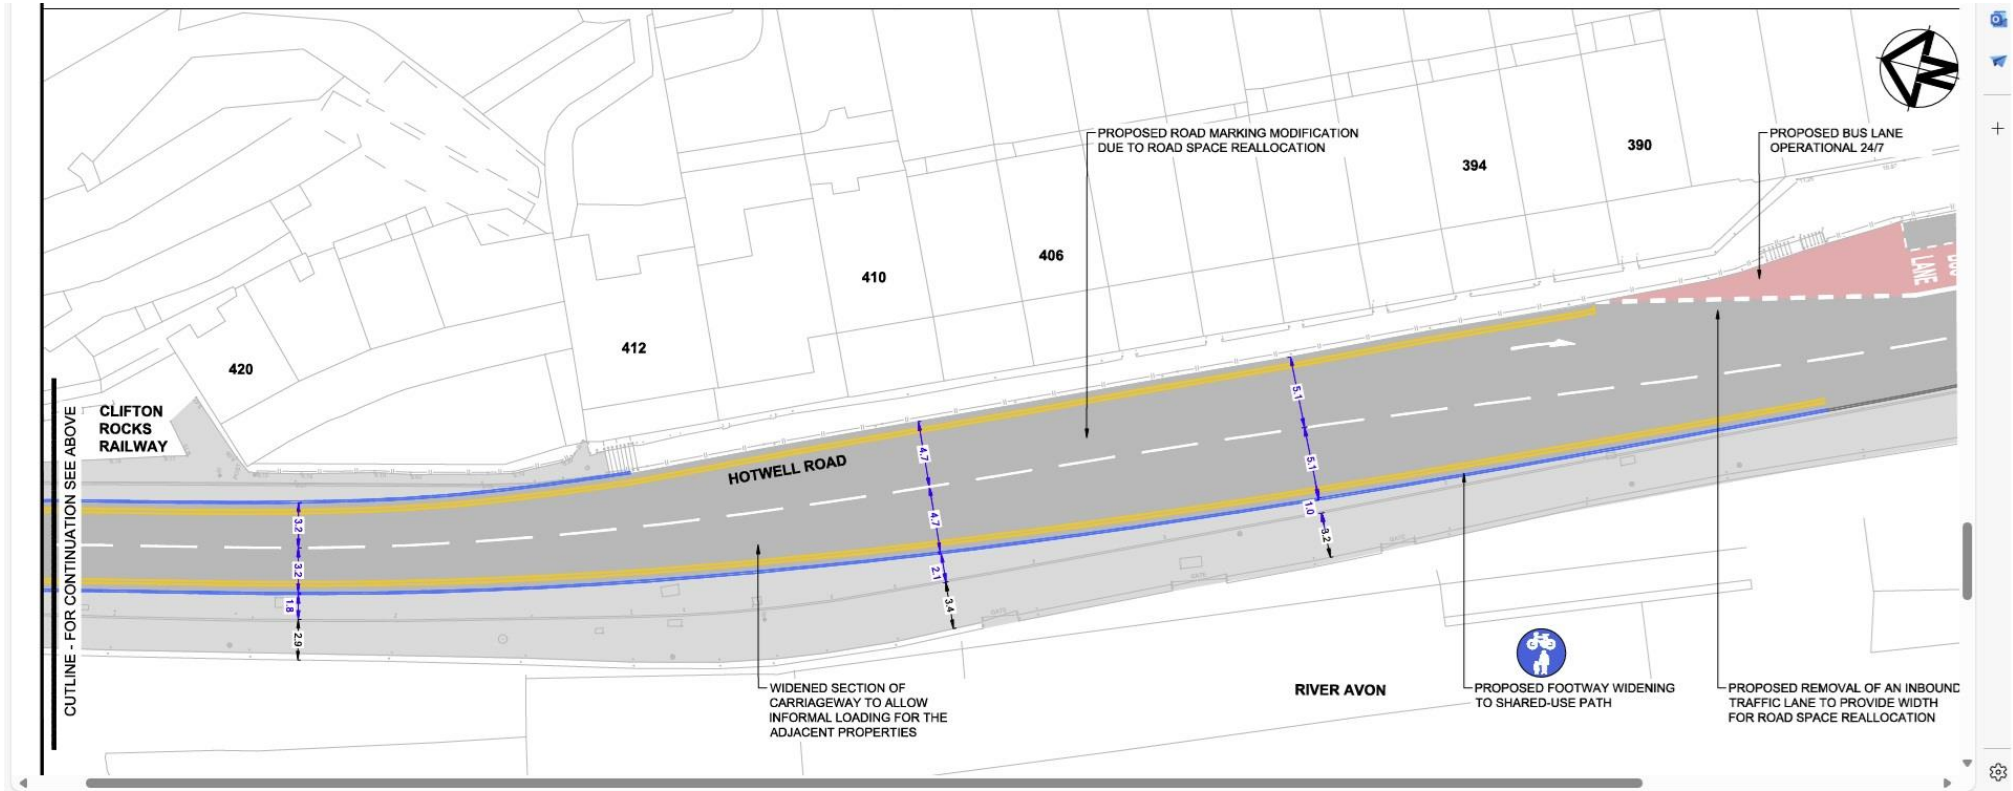 PROPOSED ROAD MARKING MODIFICATION
DUE TO ROAD SPACE REALLOCATION
PROPOSED BUS LANE
OPERATIONAL 24/7
N
390
394
406
410
412
420
LANE
CLIFTON
ROCKS
RAILWAY
HOTWELL ROAD
CUTLINE - FOR CONTINUATION SEE ABOVE
3.2
3.2
1.8
2.9
4.7
4.7
2.1
3.4
5.1
5.1
1.0
3.2
WIDENED SECTION OF
CARRIAGEWAY TO ALLOW
INFORMAL LOADING FOR THE
ADJACENT PROPERTIES
RIVER AVON
PROPOSED FOOTWAY WIDENING
TO SHARED-USE PATH
PROPOSED REMOVAL OF AN INBOUND
TRAFFIC LANE TO PROVIDE WIDTH
FOR ROAD SPACE REALLOCATION